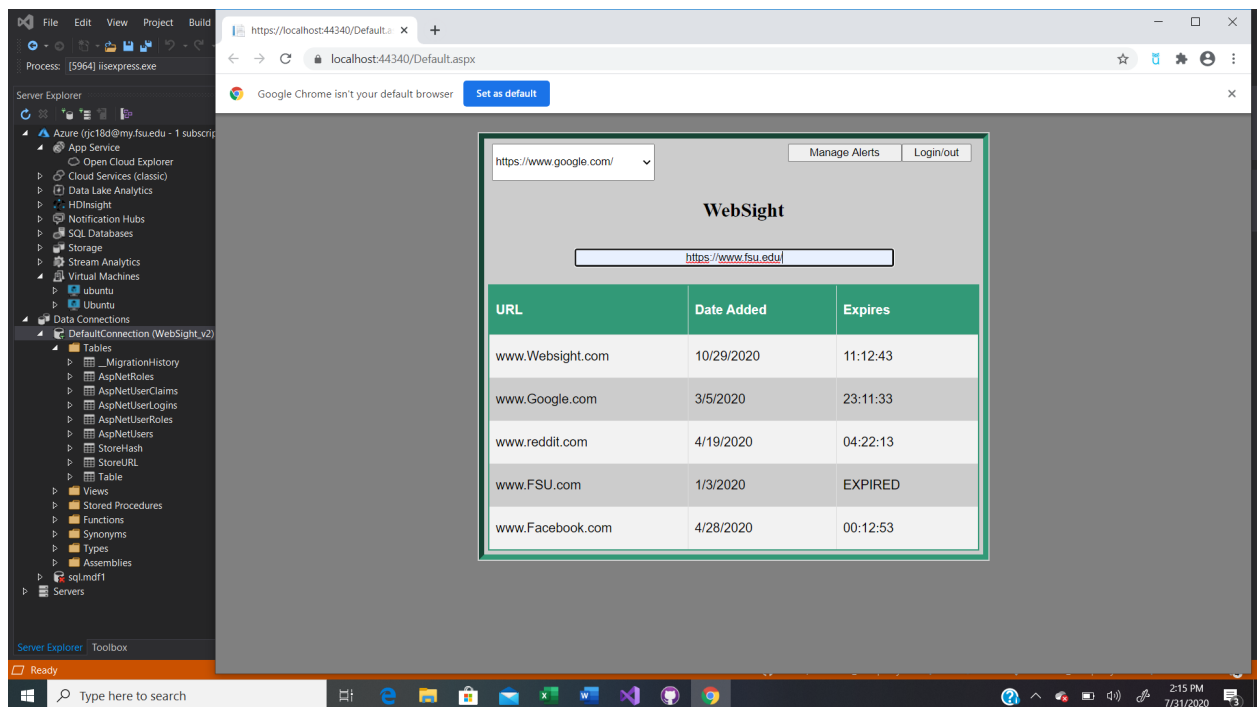 File Edit View Project Build
Process: [5964] iisexpress.exe
Server Explorer
Azure (rjc18d@my.fsu.edu - 1 subscrip
App Service
Open Cloud Explorer
Cloud Services (classic)
Data Lake Analytics
HDInsight
Notification Hubs
SQL Databases
Storage
Stream Analytics
Virtual Machines
ubuntu
Ubuntu
Data Connections
DefaultConnection (WebSight_v2)
Tables
__MigrationHistory
AspNetRoles
AspNetUserClaims
AspNetUserLogins
AspNetUserRoles
AspNetUsers
StoreHash
StoreURL
Table
Views
Stored Procedures
Functions
Synonyms
Types
Assemblies
sql.mdf1
Servers
Server Explorer Toolbox
Ready
https://localhost:44340/Default.a
localhost:44340/Default.aspx
Google Chrome isn't your default browser Set as default
https://www.google.com/ Manage Alerts Login/out
WebSight
https://www.fsu.edu/
URL Date Added Expires
www.Websight.com 10/29/2020 11:12:43
www.Google.com 3/5/2020 23:11:33
www.reddit.com 4/19/2020 04:22:13
www.FSU.com 1/3/2020 EXPIRED
www.Facebook.com 4/28/2020 00:12:53
Type here to search
2:15 PM
7/31/2020
3